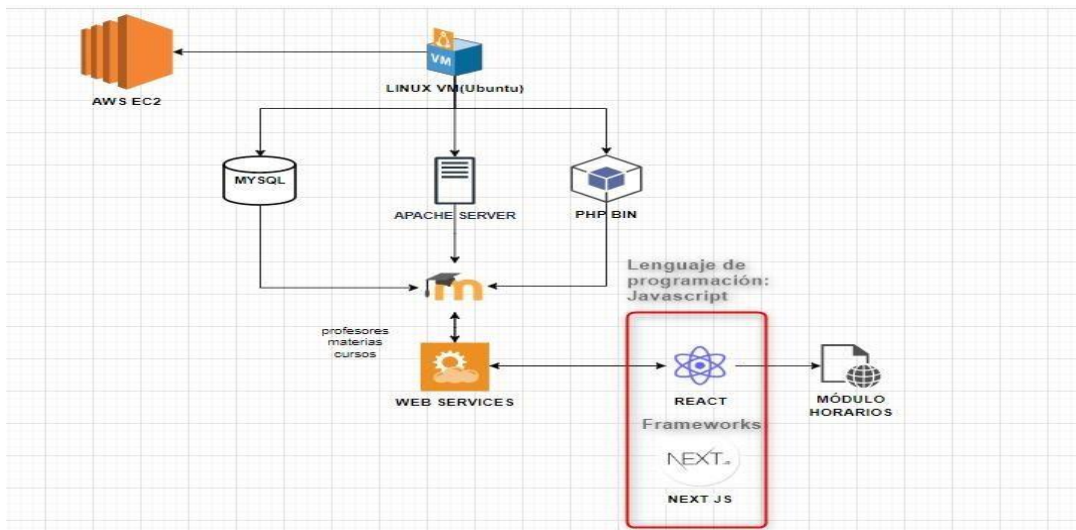 VM
LINUX VM(Ubuntu)
AWS EC2
MYSQL
APACHE SERVER
PHP BIN
Lenguaje de
programación:
Javascript
m
profesores
materias
cursos
WEB SERVICES
REACT
MÓDULO
HORARIOS
Frameworks
NEXT.JS
NEXT JS